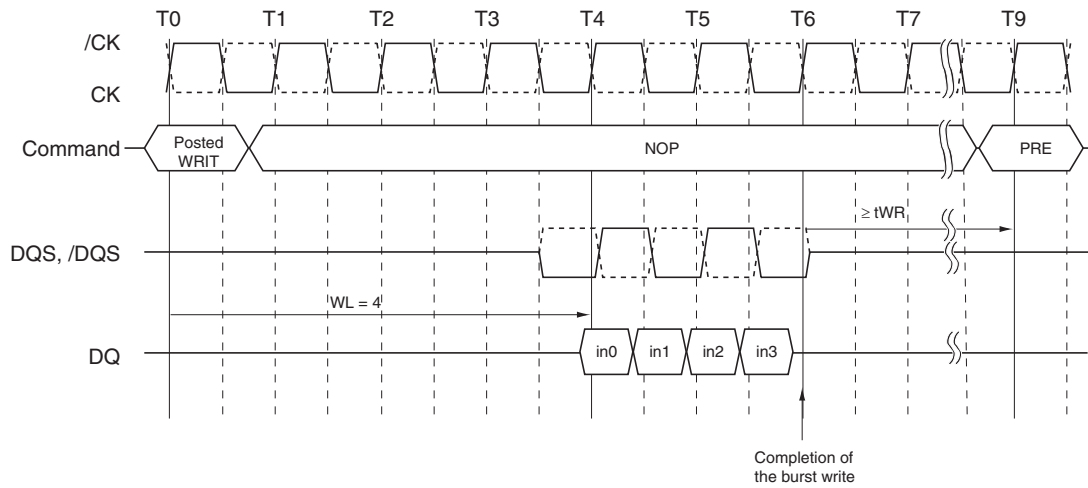 T0 T1 T2 T3 T4 T5 T6 T7 T9
/CK
CK
Command
Posted
WRIT
NOP
PRE
≥ tWR
DQS, /DQS
WL = 4
DQ
in0 in1 in2 in3
Completion of
the burst write